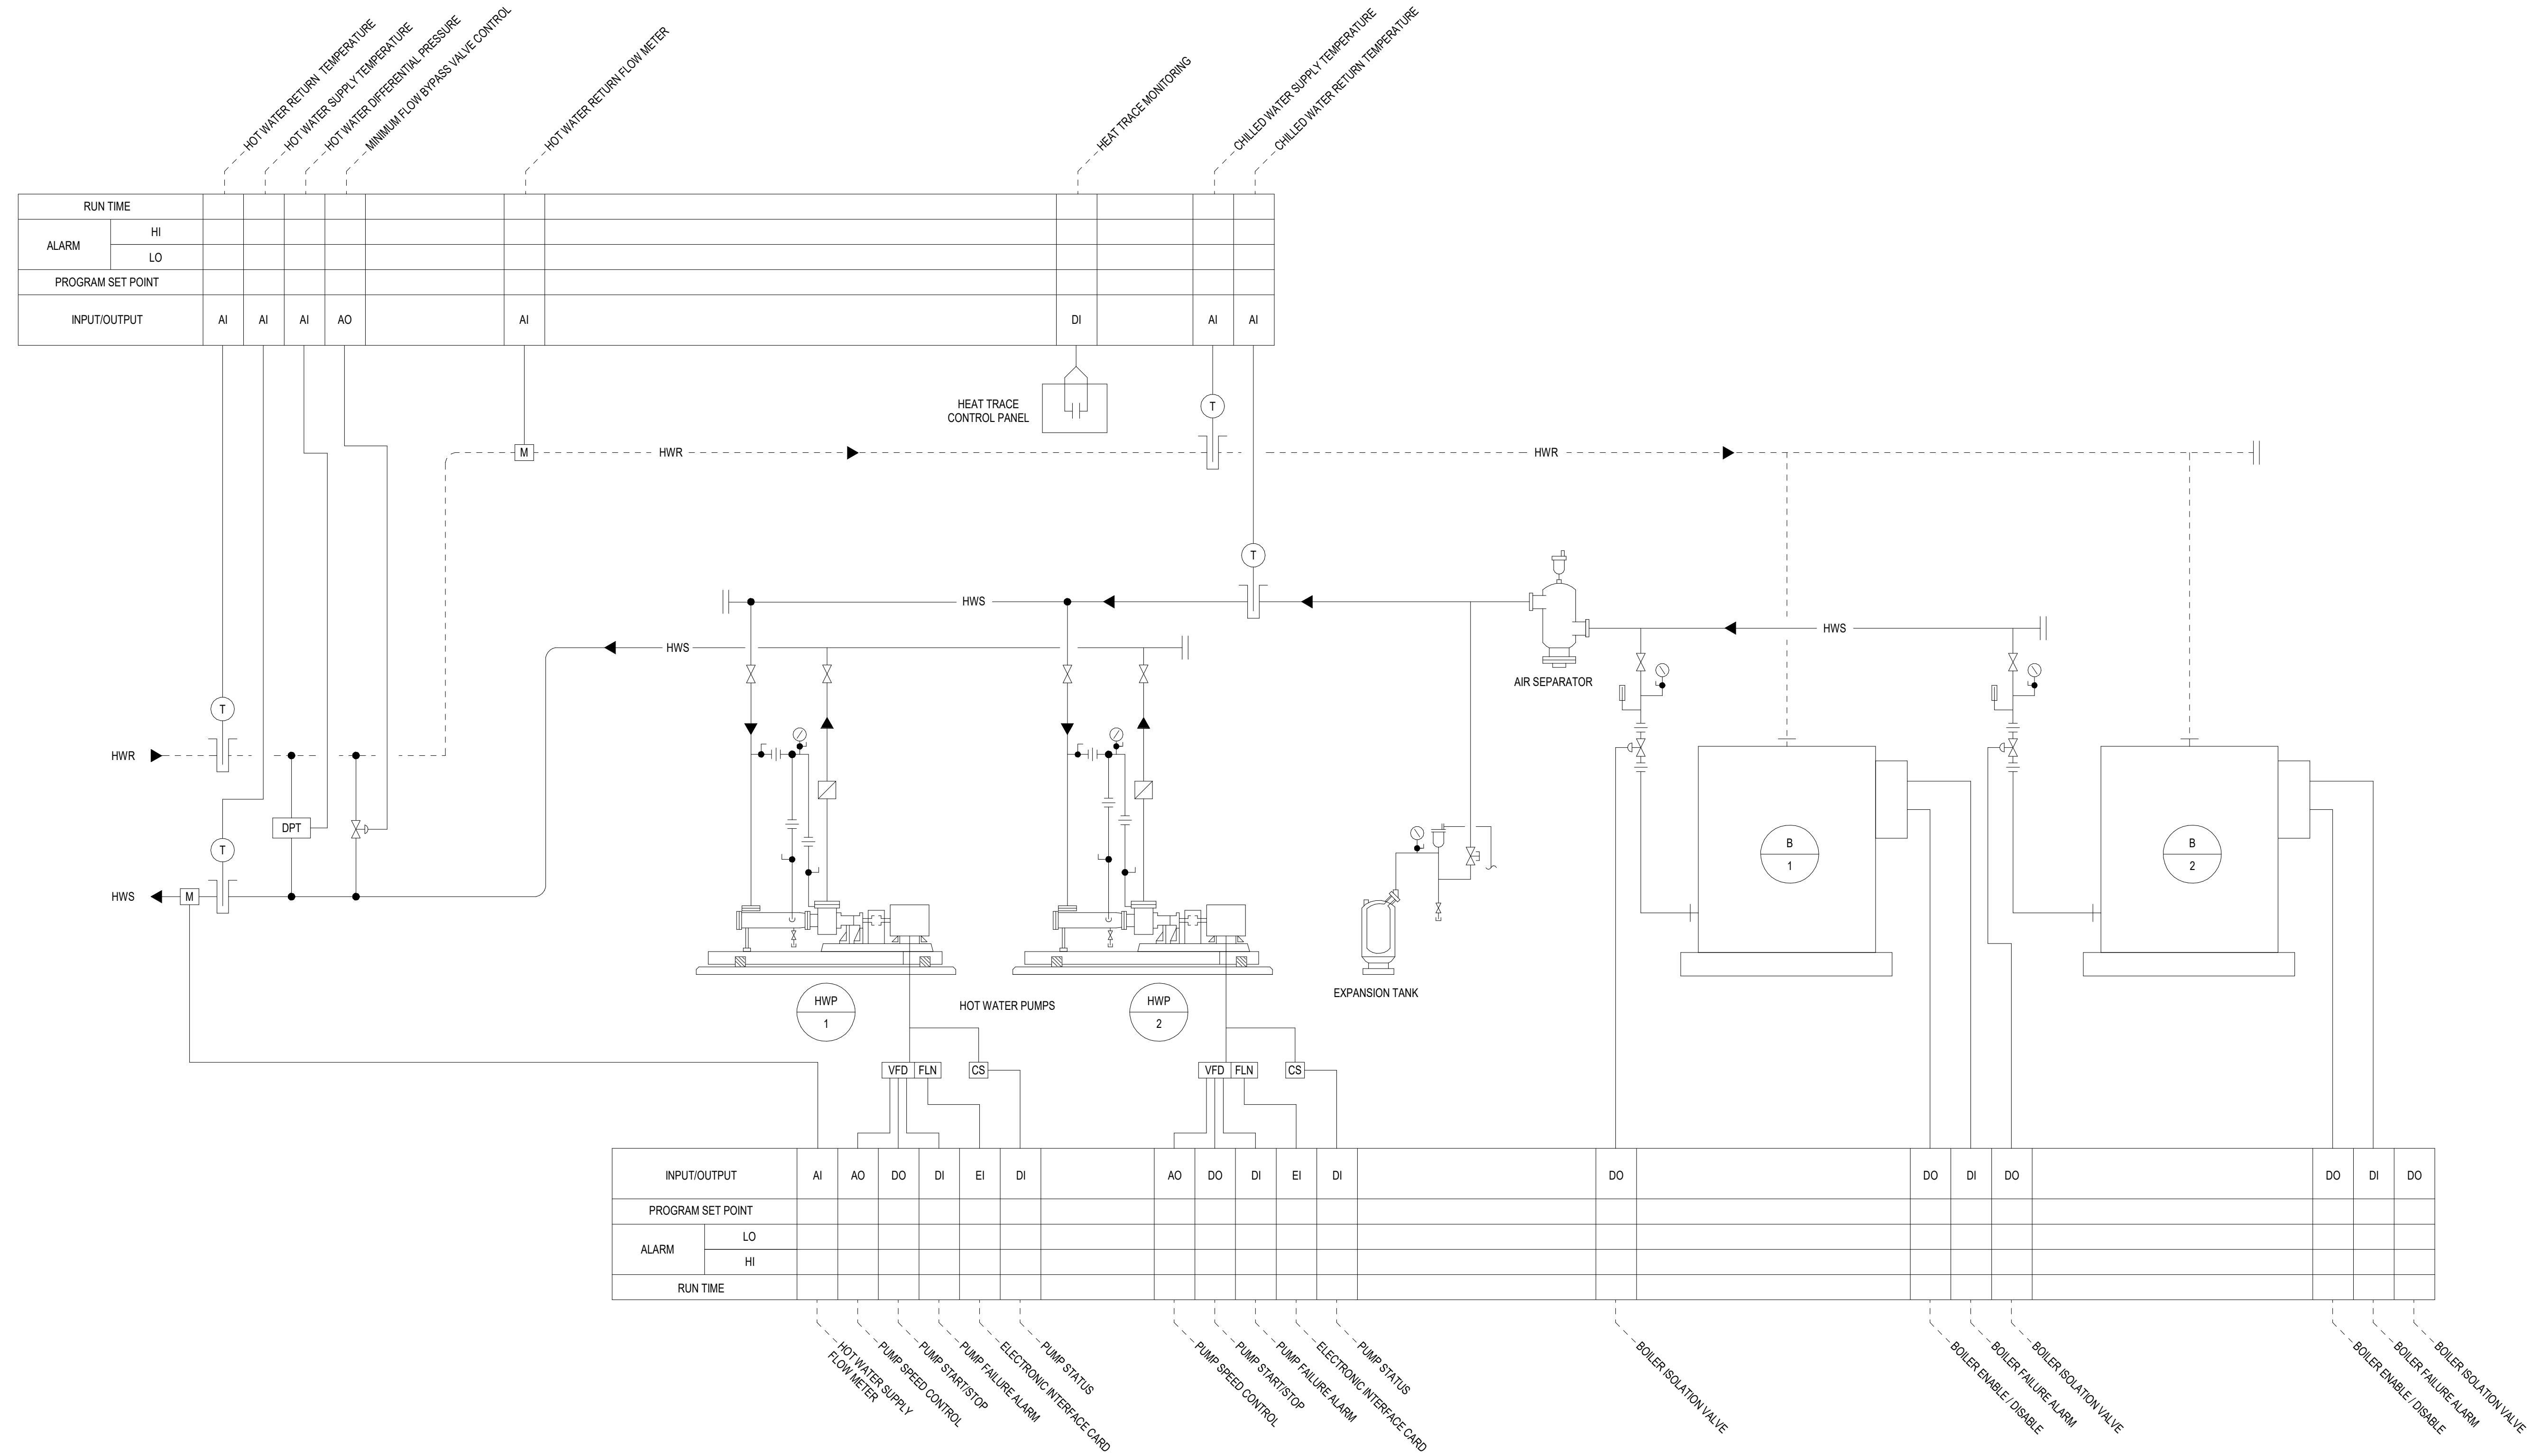 HOT WATER RETURN TEMPERATURE
HOT WATER SUPPLY TEMPERATURE
HOT WATER DIFFERENTIAL PRESSURE
MINIMUM FLOW BYPASS VALVE CONTROL
HOT WATER RETURN FLOW METER
HEAT TRACE MONITORING
CHILLED WATER SUPPLY TEMPERATURE
CHILLED WATER RETURN TEMPERATURE
RUN TIME
ALARM
HI
LO
PROGRAM SET POINT
INPUT/OUTPUT
AI
AI
AI
AO
AI
DI
AI
AI
HEAT TRACE
CONTROL PANEL
T
M
HWR
HWR
T
HWS
HWS
HWS
AIR SEPARATOR
T
HWR
DPT
T
HWS
M
B
1
B
2
HWP
1
HOT WATER PUMPS
HWP
2
EXPANSION TANK
VFD
FLN
CS
VFD
FLN
CS
INPUT/OUTPUT
AI
AO
DO
DI
EI
DI
AO
DO
DI
EI
DI
DO
DO
DI
DO
DO
DI
DO
PROGRAM SET POINT
ALARM
LO
HI
RUN TIME
HOT WATER SUPPLY
FLOW METER
PUMP SPEED CONTROL
PUMP START/STOP
PUMP FAILURE ALARM
ELECTRONIC INTERFACE CARD
PUMP STATUS
PUMP SPEED CONTROL
PUMP START/STOP
PUMP FAILURE ALARM
ELECTRONIC INTERFACE CARD
PUMP STATUS
BOILER ISOLATION VALVE
BOILER ENABLE / DISABLE
BOILER FAILURE ALARM
BOILER ISOLATION VALVE
BOILER ENABLE / DISABLE
BOILER FAILURE ALARM
BOILER ISOLATION VALVE